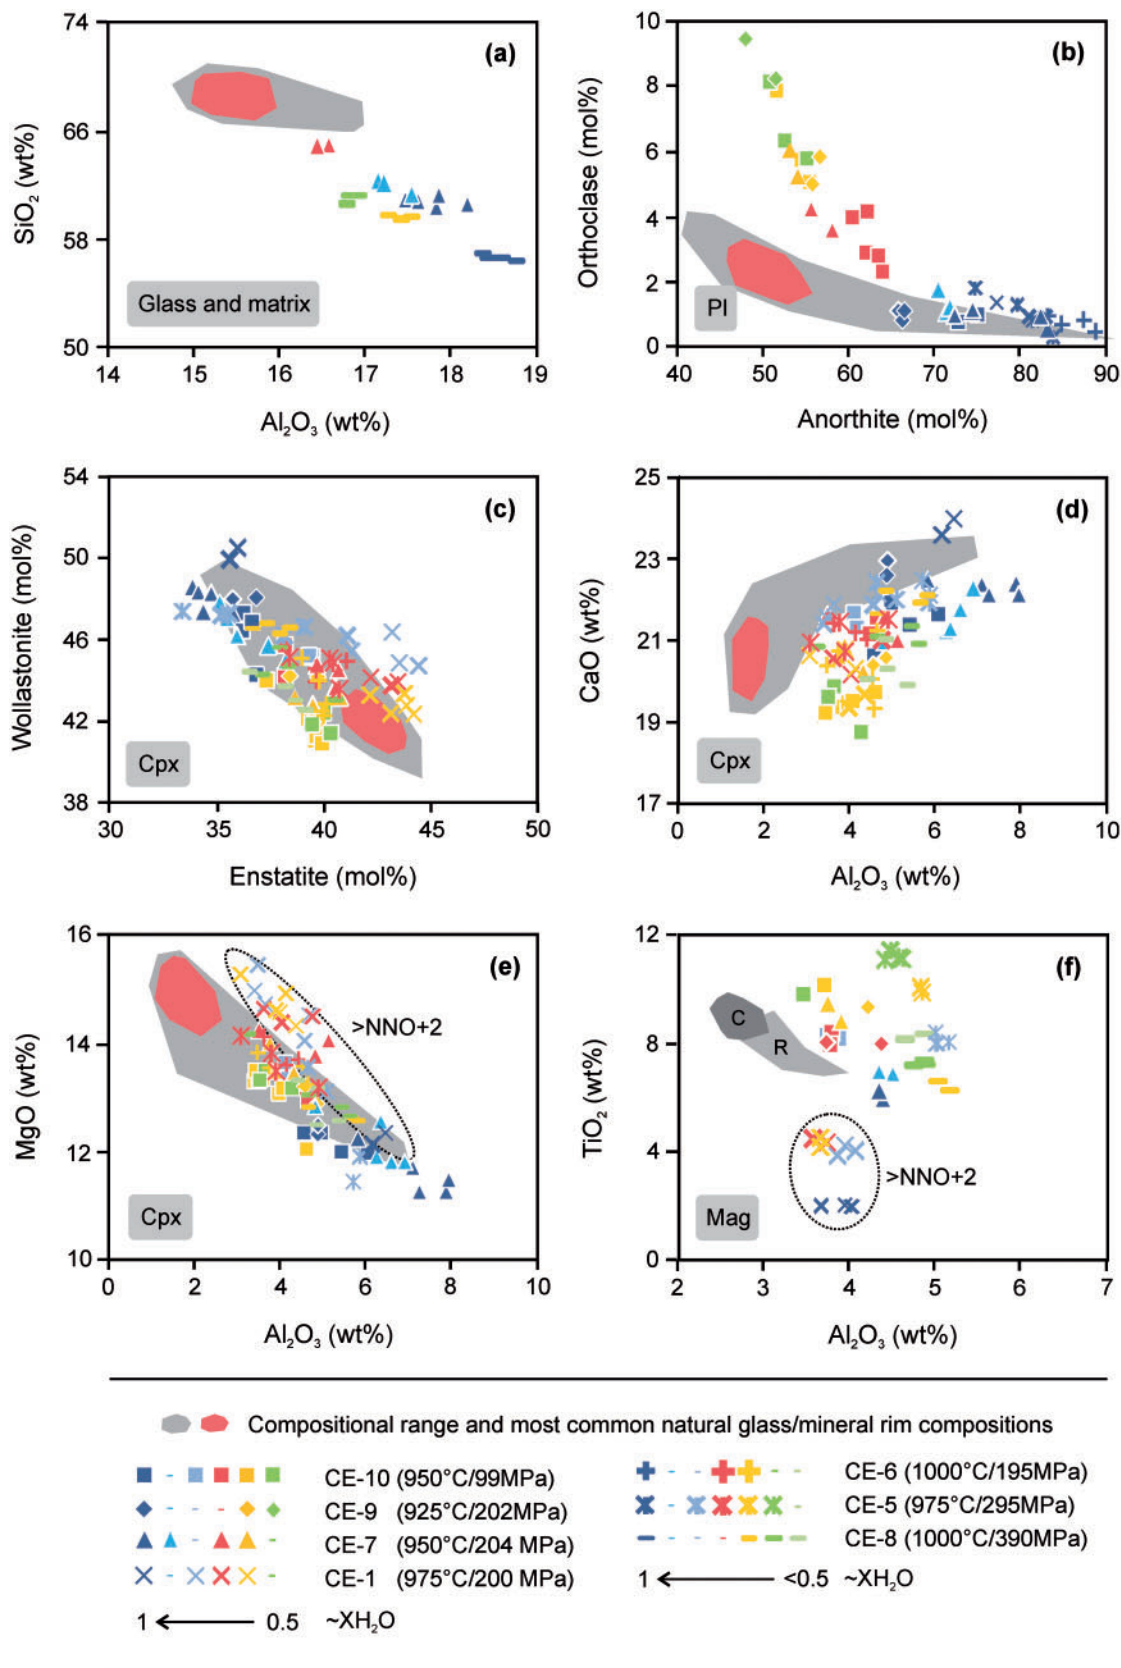 74
66
58
50
SiO₂ (wt%)
(a)
Glass and matrix
14 15 16 17 18 19
Al₂O₃ (wt%)
10
8
6
4
2
0
Orthoclase (mol%)
(b)
Pl
40 50 60 70 80 90
Anorthite (mol%)
54
50
46
42
38
Wollastonite (mol%)
(c)
Cpx
30 35 40 45 50
Enstatite (mol%)
25
23
21
19
17
CaO (wt%)
(d)
Cpx
0 2 4 6 8 10
Al₂O₃ (wt%)
16
14
12
10
MgO (wt%)
(e)
>NNO+2
Cpx
0 2 4 6 8 10
Al₂O₃ (wt%)
12
8
4
0
TiO₂ (wt%)
(f)
C
R
>NNO+2
Mag
2 3 4 5 6 7
Al₂O₃ (wt%)
Compositional range and most common natural glass/mineral rim compositions
CE-10 (950°C/99MPa)
CE-9 (925°C/202MPa)
CE-7 (950°C/204 MPa)
CE-1 (975°C/200 MPa)
1 0.5 ~XH₂O
CE-6 (1000°C/195MPa)
CE-5 (975°C/295MPa)
CE-8 (1000°C/390MPa)
1 <0.5 ~XH₂O